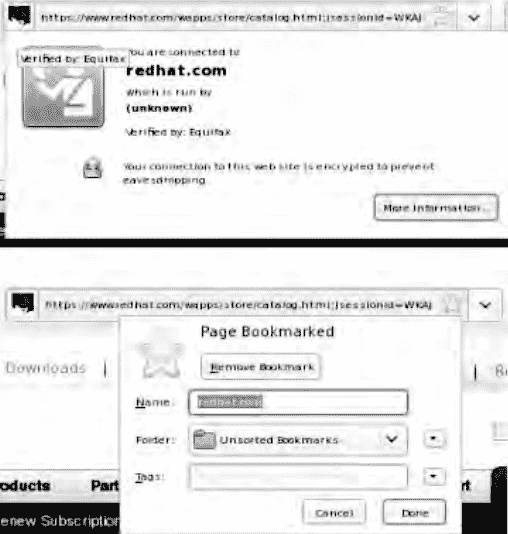 https://www.redhat.com/wapps/store/catalog.html;jsessionid=WKAJ
You are connected to
Verified by: Equifax
redhat.com
which is run by
(unknown)
Verified by: Equifax
Your connection to this web site is encrypted to prevent
eavesdropping.
More Information...
https://www.redhat.com/wapps/store/catalog.html;jsessionid=WKAJ
Page Bookmarked
Downloads |
Remove Bookmark
Name:
Folder: Unsorted Bookmarks
Tags:
oducts Part rt
enew Subscription
Cancel Done